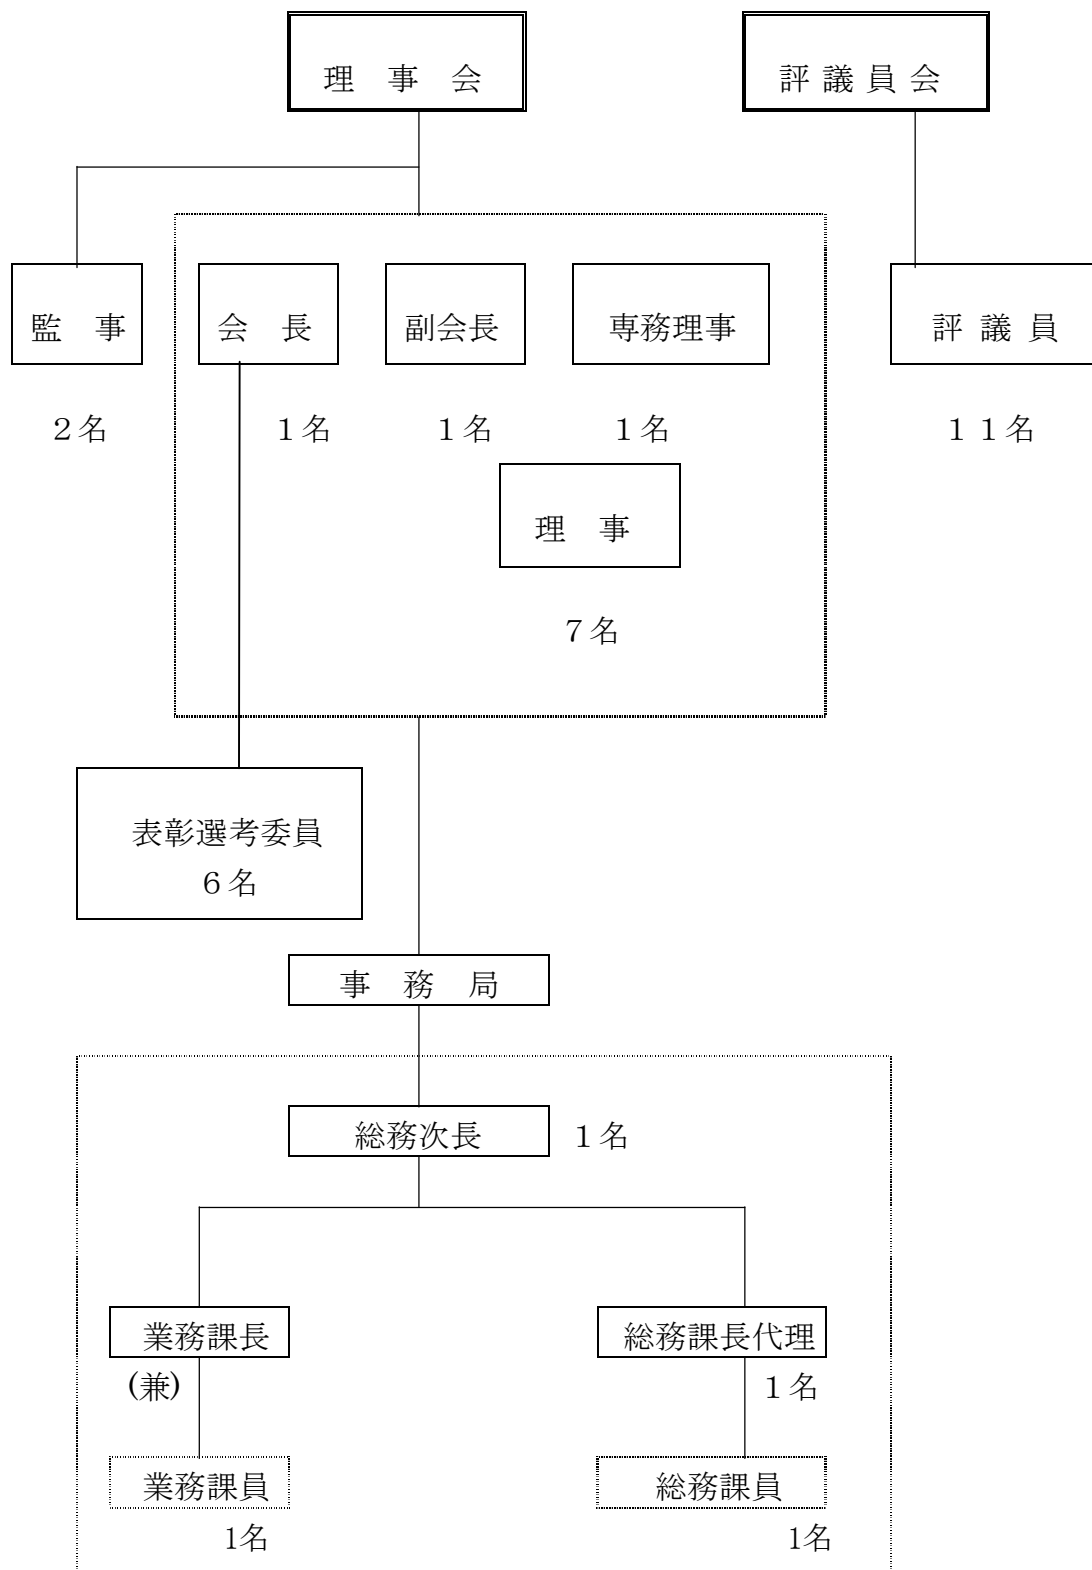 理　事　会
評 議 員 会
監　事
会　長
副会長
専務理事
評 議 員
２名
１名
１名
１名
１１名
理　事
７名
表彰選考委員
６名
事　務　局
総務次長
１名
業務課長
総務課長代理
(兼)
１名
業務課員
総務課員
1名
1名